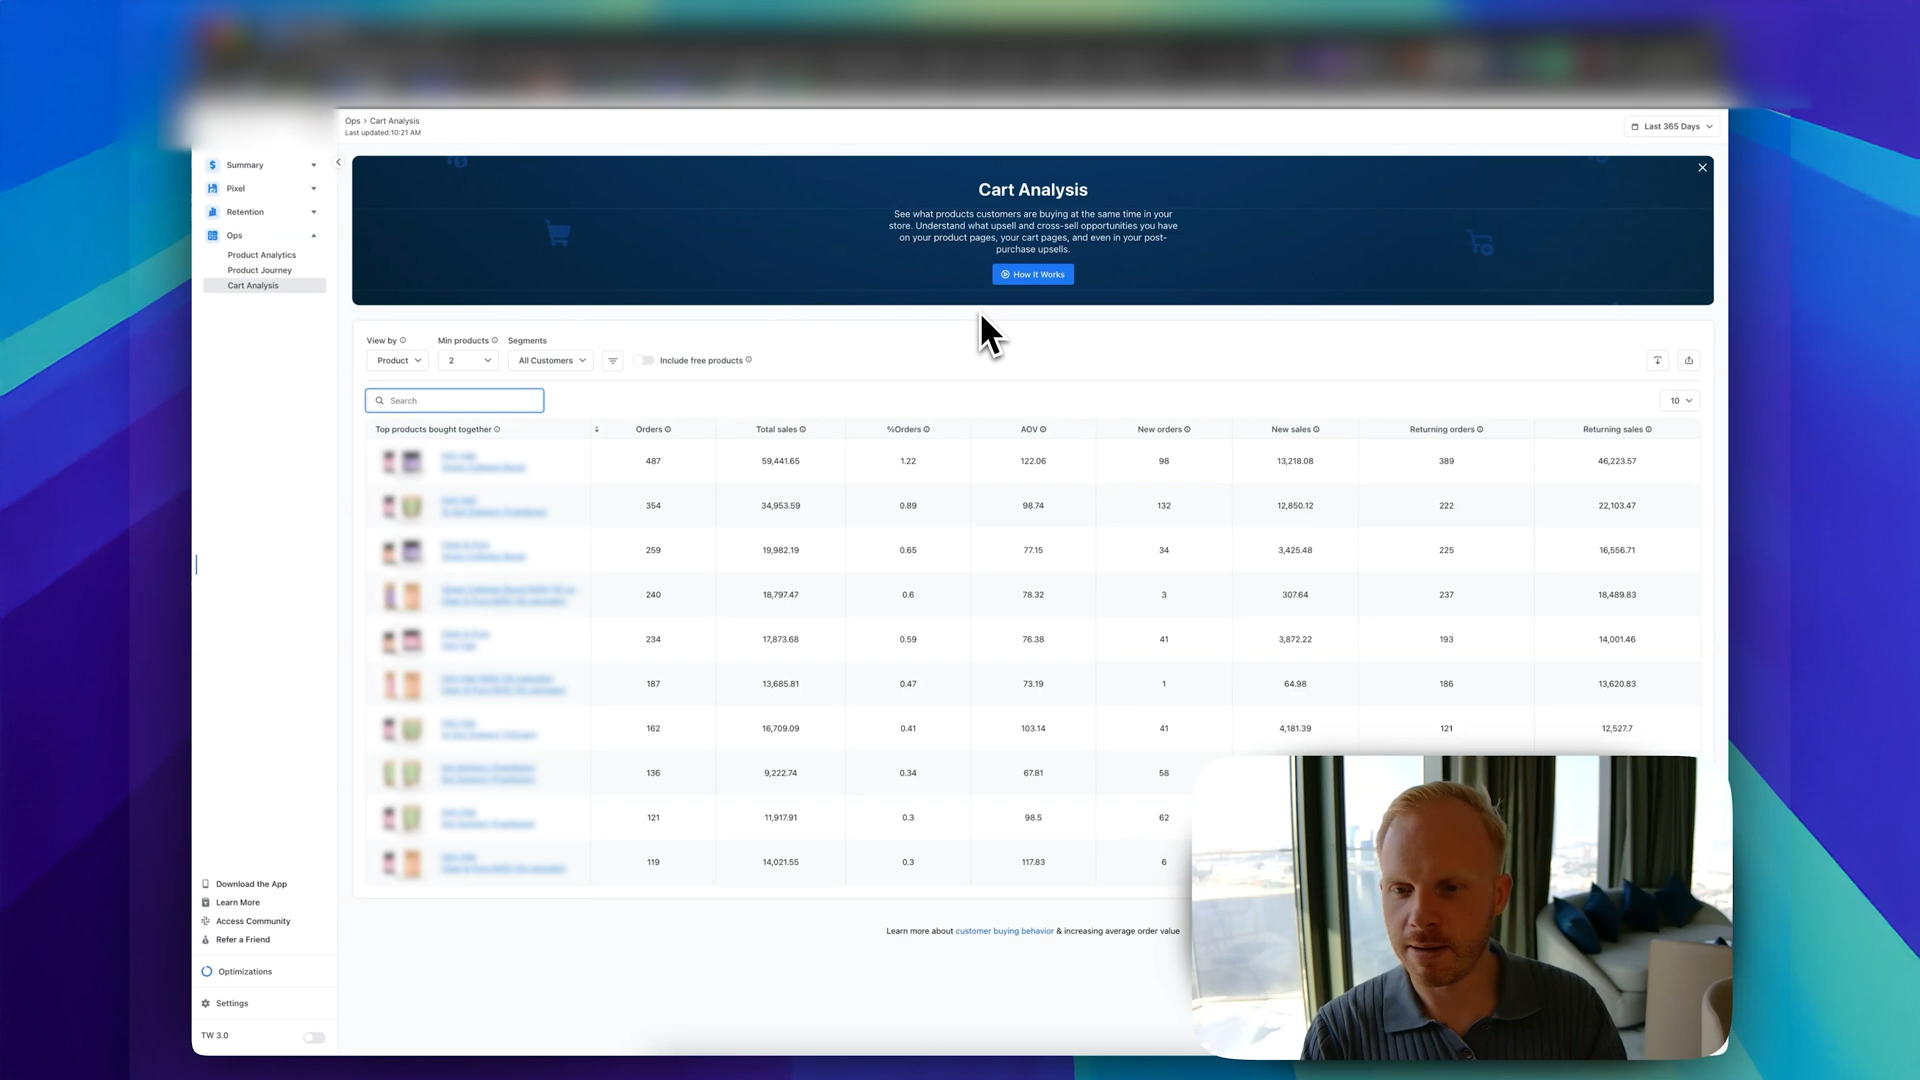 Ops > Cart Analysis
Last updated:10:21 AM
Last 365 Days
Summary
Pixel
Retention
Ops
Product Analytics
Product Journey
Cart Analysis
Cart Analysis
See what products customers are buying at the same time in your
store. Understand what upsell and cross-sell opportunities you have
on your product pages, your cart pages, and even in your post-
purchase upsells.
How It Works
View by Min products Segments
Product 2 All Customers Include free products
Search 10
Top products bought together Orders Total sales %Orders AOV New orders New sales Returning orders Returning sales
487 59,441.65 1.22 122.06 98 13,218.08 389 46,223.57
354 34,953.59 0.89 98.74 132 12,850.12 222 22,103.47
259 19,982.19 0.65 77.15 34 3,425.48 225 16,556.71
240 18,797.47 0.6 78.32 3 307.64 237 18,489.83
234 17,873.68 0.59 76.38 41 3,872.22 193 14,001.46
187 13,685.81 0.47 73.19 1 64.98 186 13,620.83
162 16,709.09 0.41 103.14 41 4,181.39 121 12,527.7
136 9,222.74 0.34 67.81 58
121 11,917.91 0.3 98.5 62
119 14,021.55 0.3 117.83 6
Learn more about customer buying behavior & increasing average order value
Download the App
Learn More
Access Community
Refer a Friend
Optimizations
Settings
TW 3.0